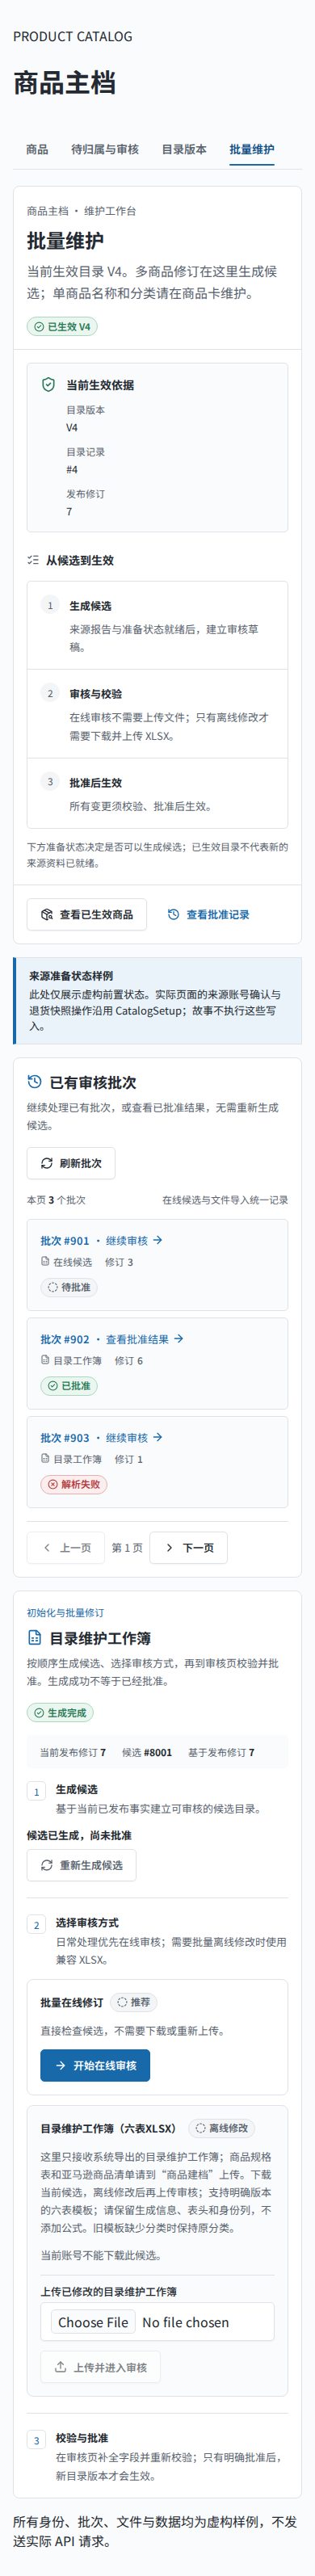 PRODUCT CATALOG
商品主档
商品 待归属与审核 目录版本 批量维护
商品主档 · 维护工作台
批量维护
当前生效目录 V4。多商品修订在这里生成候
选；单商品名称和分类请在商品卡维护。
已生效 V4
当前生效依据
目录版本
V4
目录记录
#4
发布修订
7
从候选到生效
1 生成候选
来源报告与准备状态就绪后，建立审核草
稿。
2 审核与校验
在线审核不需要上传文件；只有离线修改才
需要下载并上传 XLSX。
3 批准后生效
所有变更须校验、批准后生效。
下方准备状态决定是否可以生成候选；已生效目录不代表新的
来源资料已就绪。
查看已生效商品 查看批准记录
来源准备状态样例
此处仅展示虚构前置状态。实际页面的来源账号确认与
退货快照操作沿用 CatalogSetup；故事不执行这些写
入。
已有审核批次
继续处理已有批次，或查看已批准结果，无需重新生成
候选。
刷新批次
本页 3 个批次 在线候选与文件导入统一记录
批次 #901 · 继续审核
在线候选 修订 3
待批准
批次 #902 · 查看批准结果
目录工作簿 修订 6
已批准
批次 #903 · 继续审核
目录工作簿 修订 1
解析失败
上一页 第 1 页 下一页
初始化与批量修订
目录维护工作簿
按顺序生成候选、选择审核方式，再到审核页校验并批
准。生成成功不等于已经批准。
生成完成
当前发布修订 7 候选 #8001 基于发布修订 7
1 生成候选
基于当前已发布事实建立可审核的候选目录。
候选已生成，尚未批准
重新生成候选
2 选择审核方式
日常处理优先在线审核；需要批量离线修改时使用
兼容 XLSX。
批量在线修订 推荐
直接检查候选，不需要下载或重新上传。
开始在线审核
目录维护工作簿（六表XLSX） 离线修改
这里只接收系统导出的目录维护工作簿；商品规格
表和亚马逊商品清单请到“商品建档”上传。下载
当前候选，离线修改后再上传审核；支持明确版本
的六表模板；请保留生成信息、表头和身份列，不
添加公式。旧模板缺少分类时保持原分类。
当前账号不能下载此候选。
上传已修改的目录维护工作簿
Choose File No file chosen
上传并进入审核
3 校验与批准
在审核页补全字段并重新校验；只有明确批准后，
新目录版本才会生效。
所有身份、批次、文件与数据均为虚构样例，不发
送实际 API 请求。